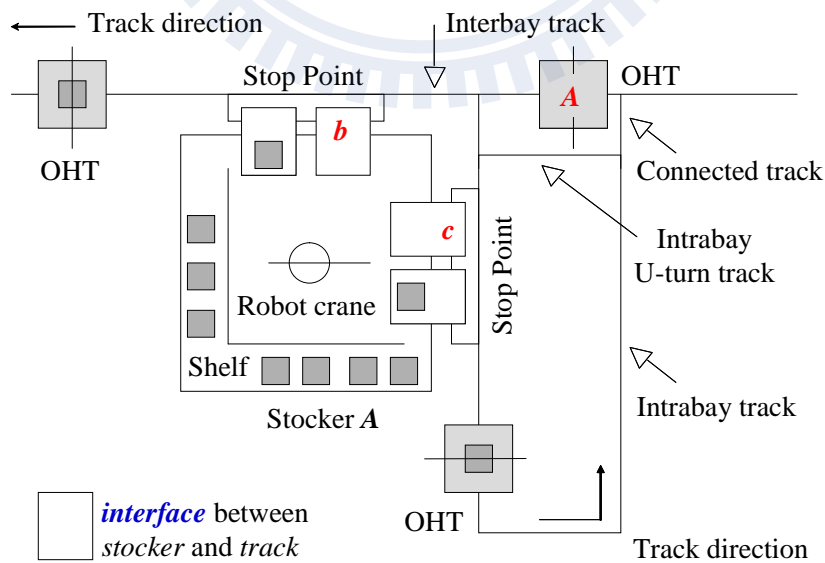 Track direction
Interbay track
Stop Point
OHT
A
b
OHT
Connected track
c
Stop Point
Intrabay
U-turn track
Robot crane
Shelf
Intrabay track
Stocker A
OHT
interface between
stocker and track
Track direction